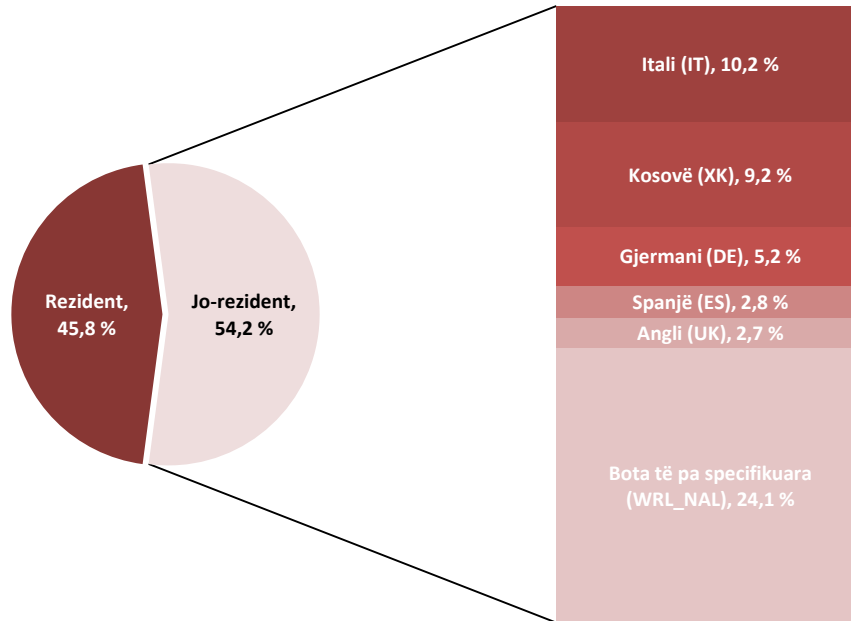 Itali (IT), 10,2 %
Kosovë (XK), 9,2 %
Gjermani (DE), 5,2 %
Spanjë (ES), 2,8 %
Angli (UK), 2,7 %
Rezident,
45,8 %
Jo-rezident,
54,2 %
Bota të pa specifikuara
(WRL_NAL), 24,1 %